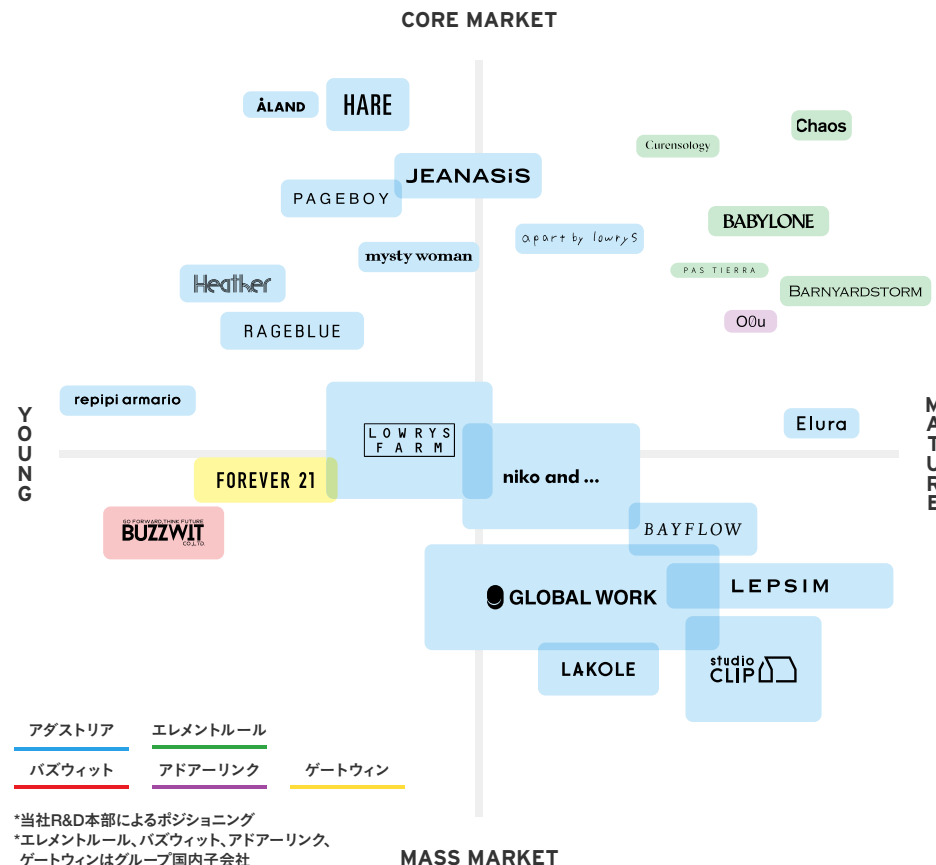 CORE MARKET
ÅLAND
HARE
Chaos
Curensology
JEANASiS
PAGEBOY
BABYLONE
apart by lowrys
mysty woman
PAS TIERRA
Heather
BARNYARDSTORM
O0u
RAGEBLUE
repipi armario
YOUNG
MATURE
Elura
LOWRYS
FARM
FOREVER 21
niko and ...
GO FORWARD, THINK FUTURE
BUZZWIT
CO.,LTD.
BAYFLOW
GLOBAL WORK
LEPSIM
LAKOLE
studio
CLIP
アダストリア
エレメントルール
バズウィット
アドアーリンク
ゲートウィン
*当社R&D本部によるポジショニング
*エレメントルール、バズウィット、アドアーリンク、
ゲートウィンはグループ国内子会社
MASS MARKET